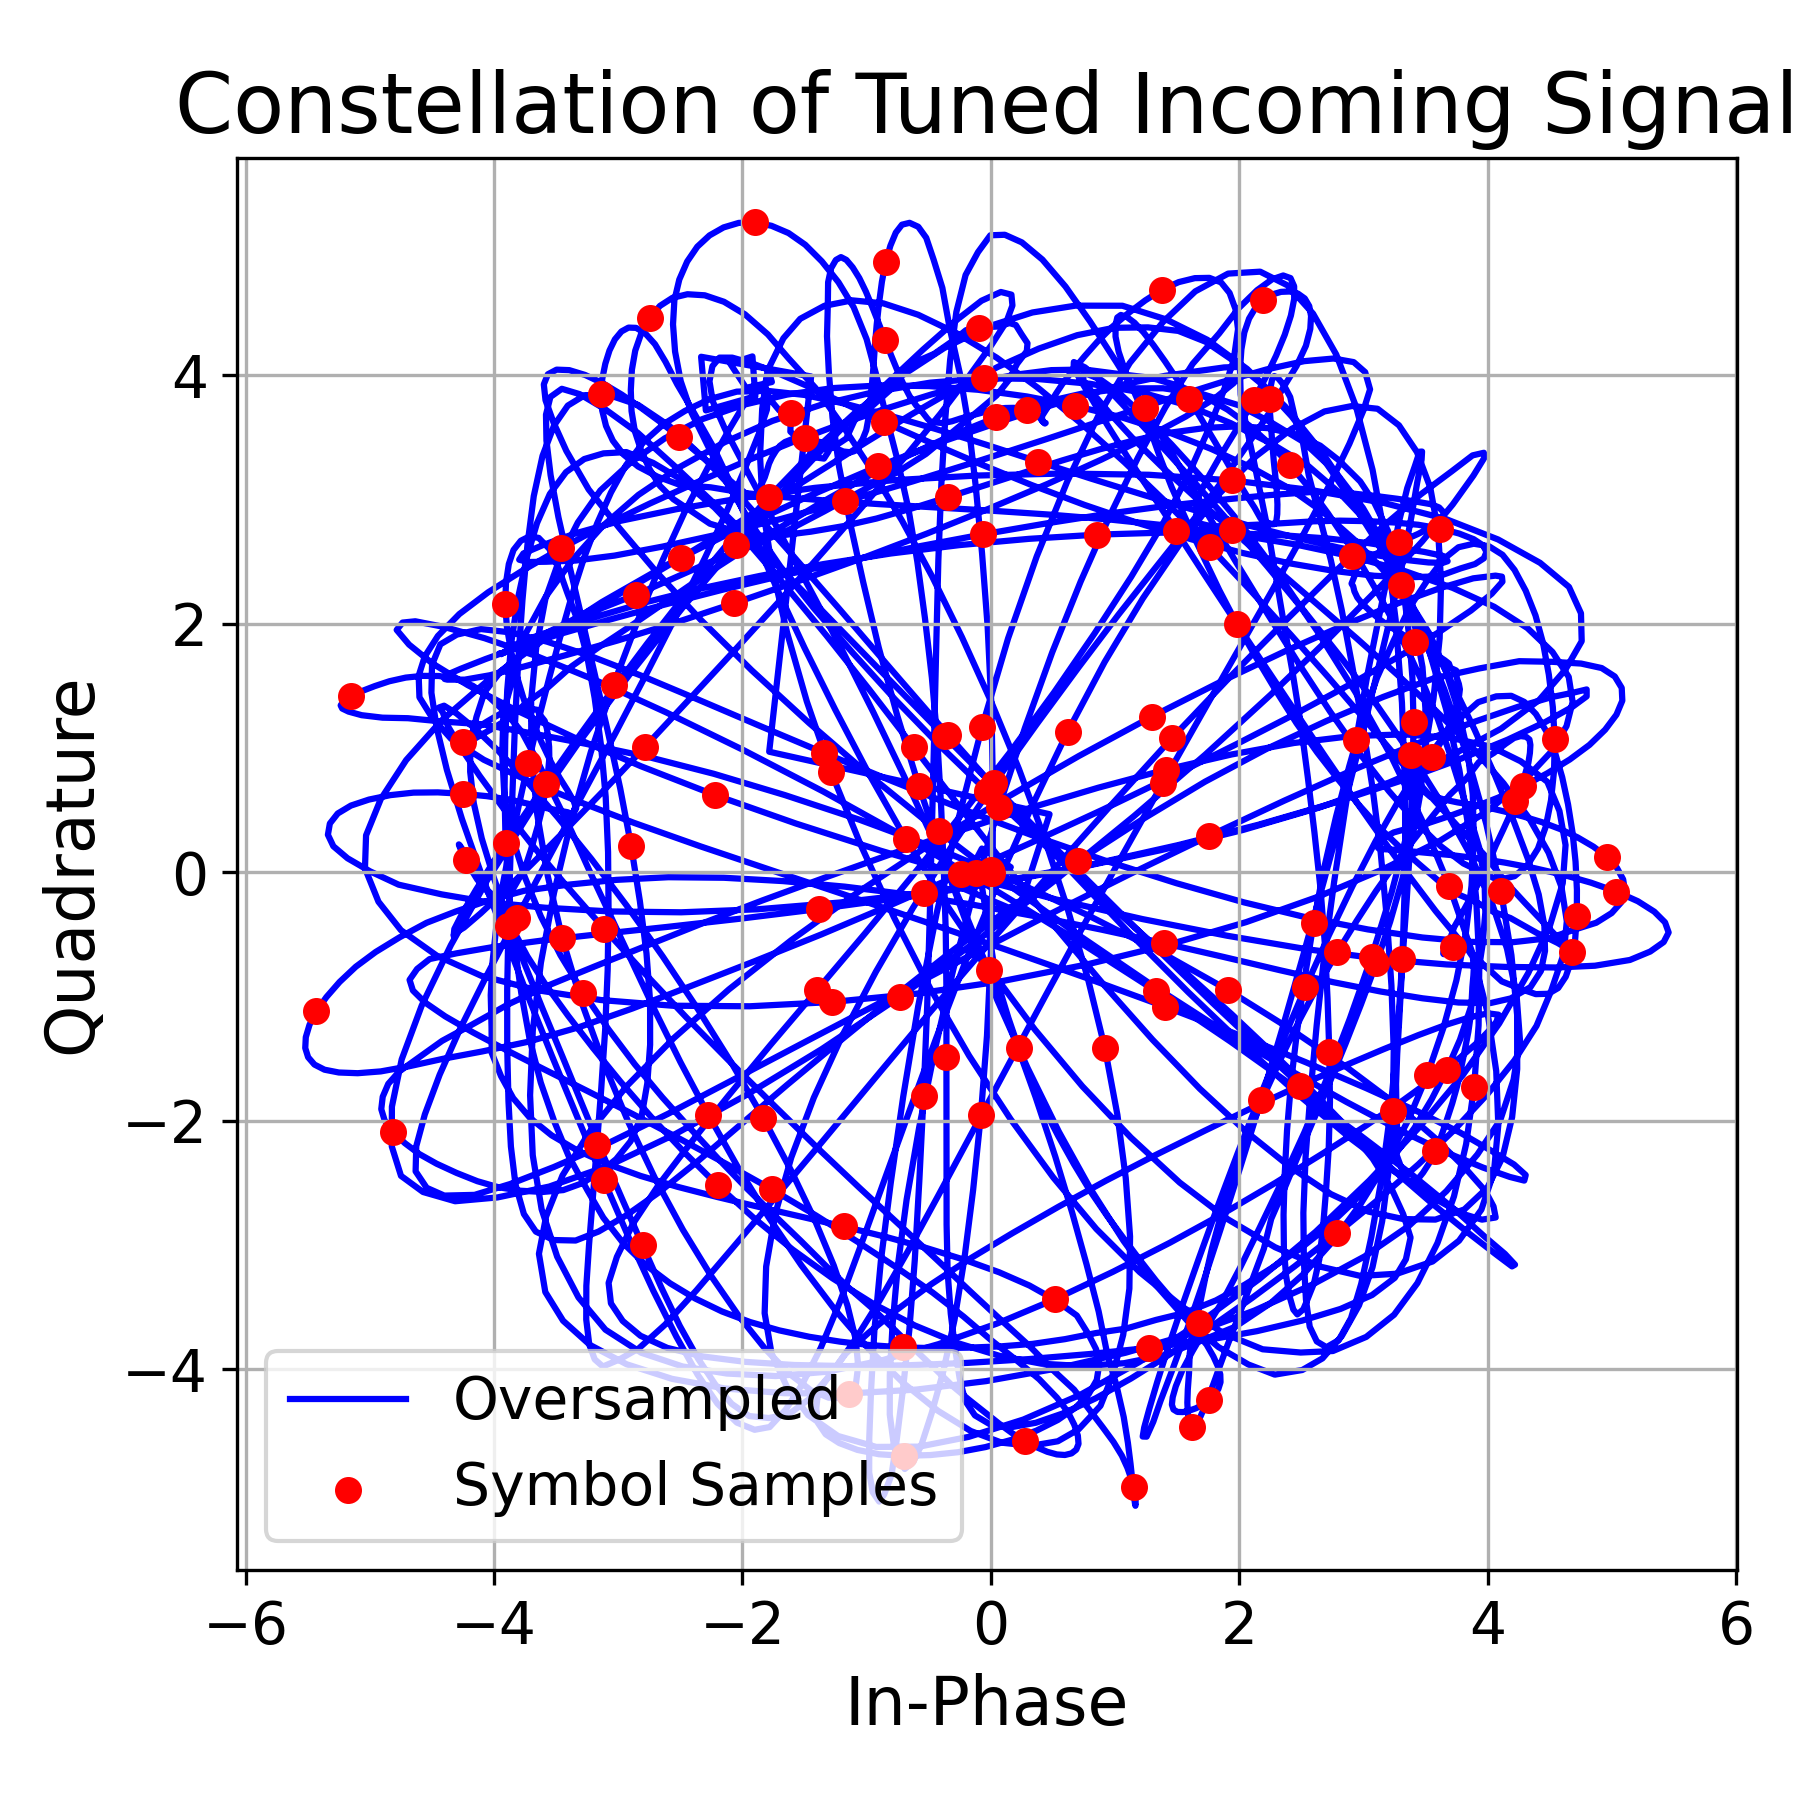 Constellation of Tuned Incoming Signal
Quadrature
4
2
0
−2
−4
Oversampled
Symbol Samples
−6 −4 −2 0 2 4 6
In-Phase